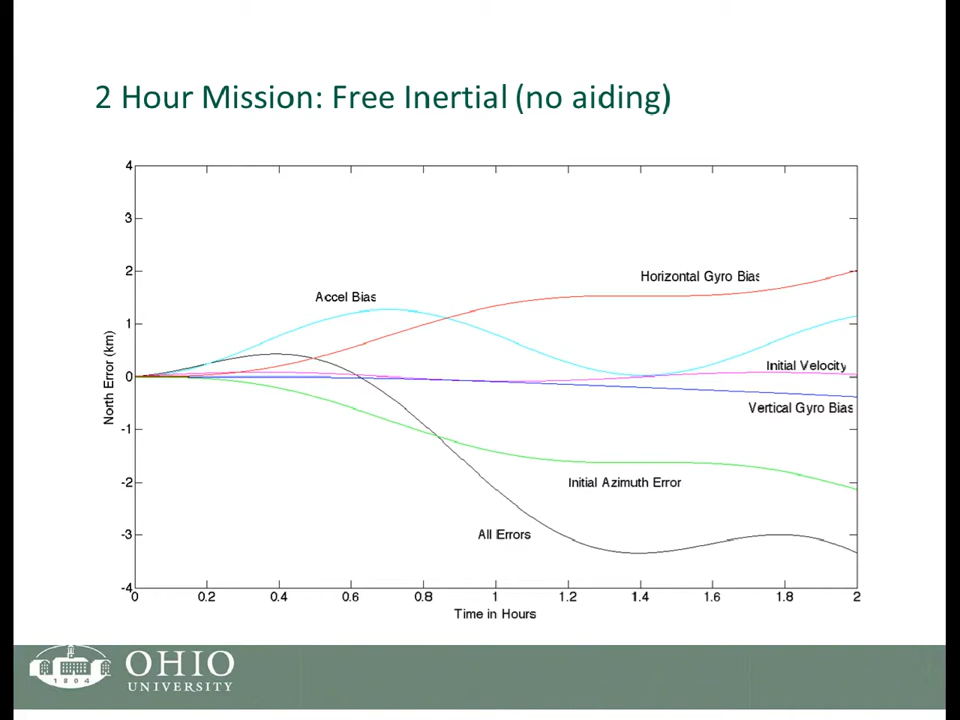 2 Hour Mission: Free Inertial (no aiding)
4
3
2
1
0
-1
-2
-3
-4
North Error (km)
Accel Bias
Horizontal Gyro Bias
Initial Velocity
Vertical Gyro Bias
Initial Azimuth Error
All Errors
0 0.2 0.4 0.6 0.8 1 1.2 1.4 1.6 1.8 2
Time in Hours
1804
OHIO
UNIVERSITY